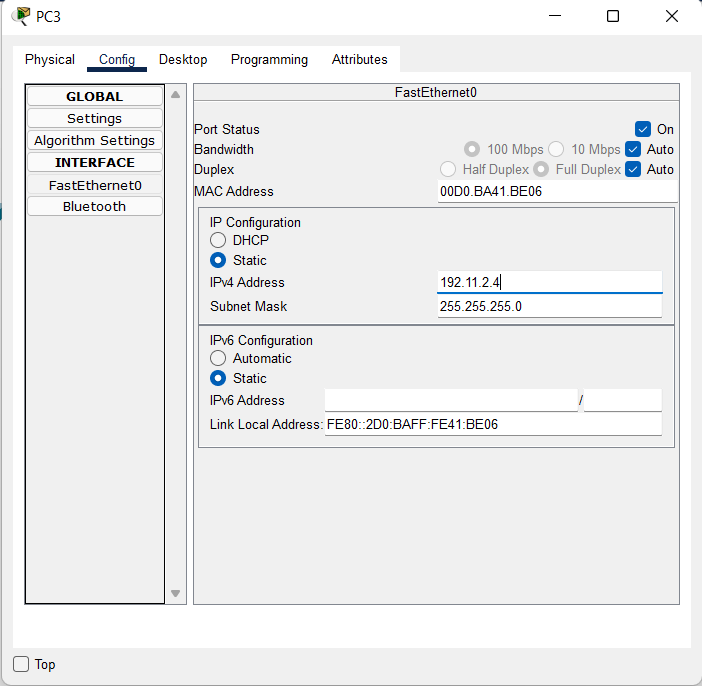 PC3
Physical Config Desktop Programming Attributes
GLOBAL
Settings
Algorithm Settings
INTERFACE
FastEthernet0
Bluetooth
FastEthernet0
Port Status On
Bandwidth 100 Mbps 10 Mbps Auto
Duplex Half Duplex Full Duplex Auto
MAC Address 00D0.BA41.BE06
IP Configuration
DHCP
Static
IPv4 Address 192.11.2.4
Subnet Mask 255.255.255.0
IPv6 Configuration
Automatic
Static
IPv6 Address /
Link Local Address: FE80::2D0:BAFF:FE41:BE06
Top